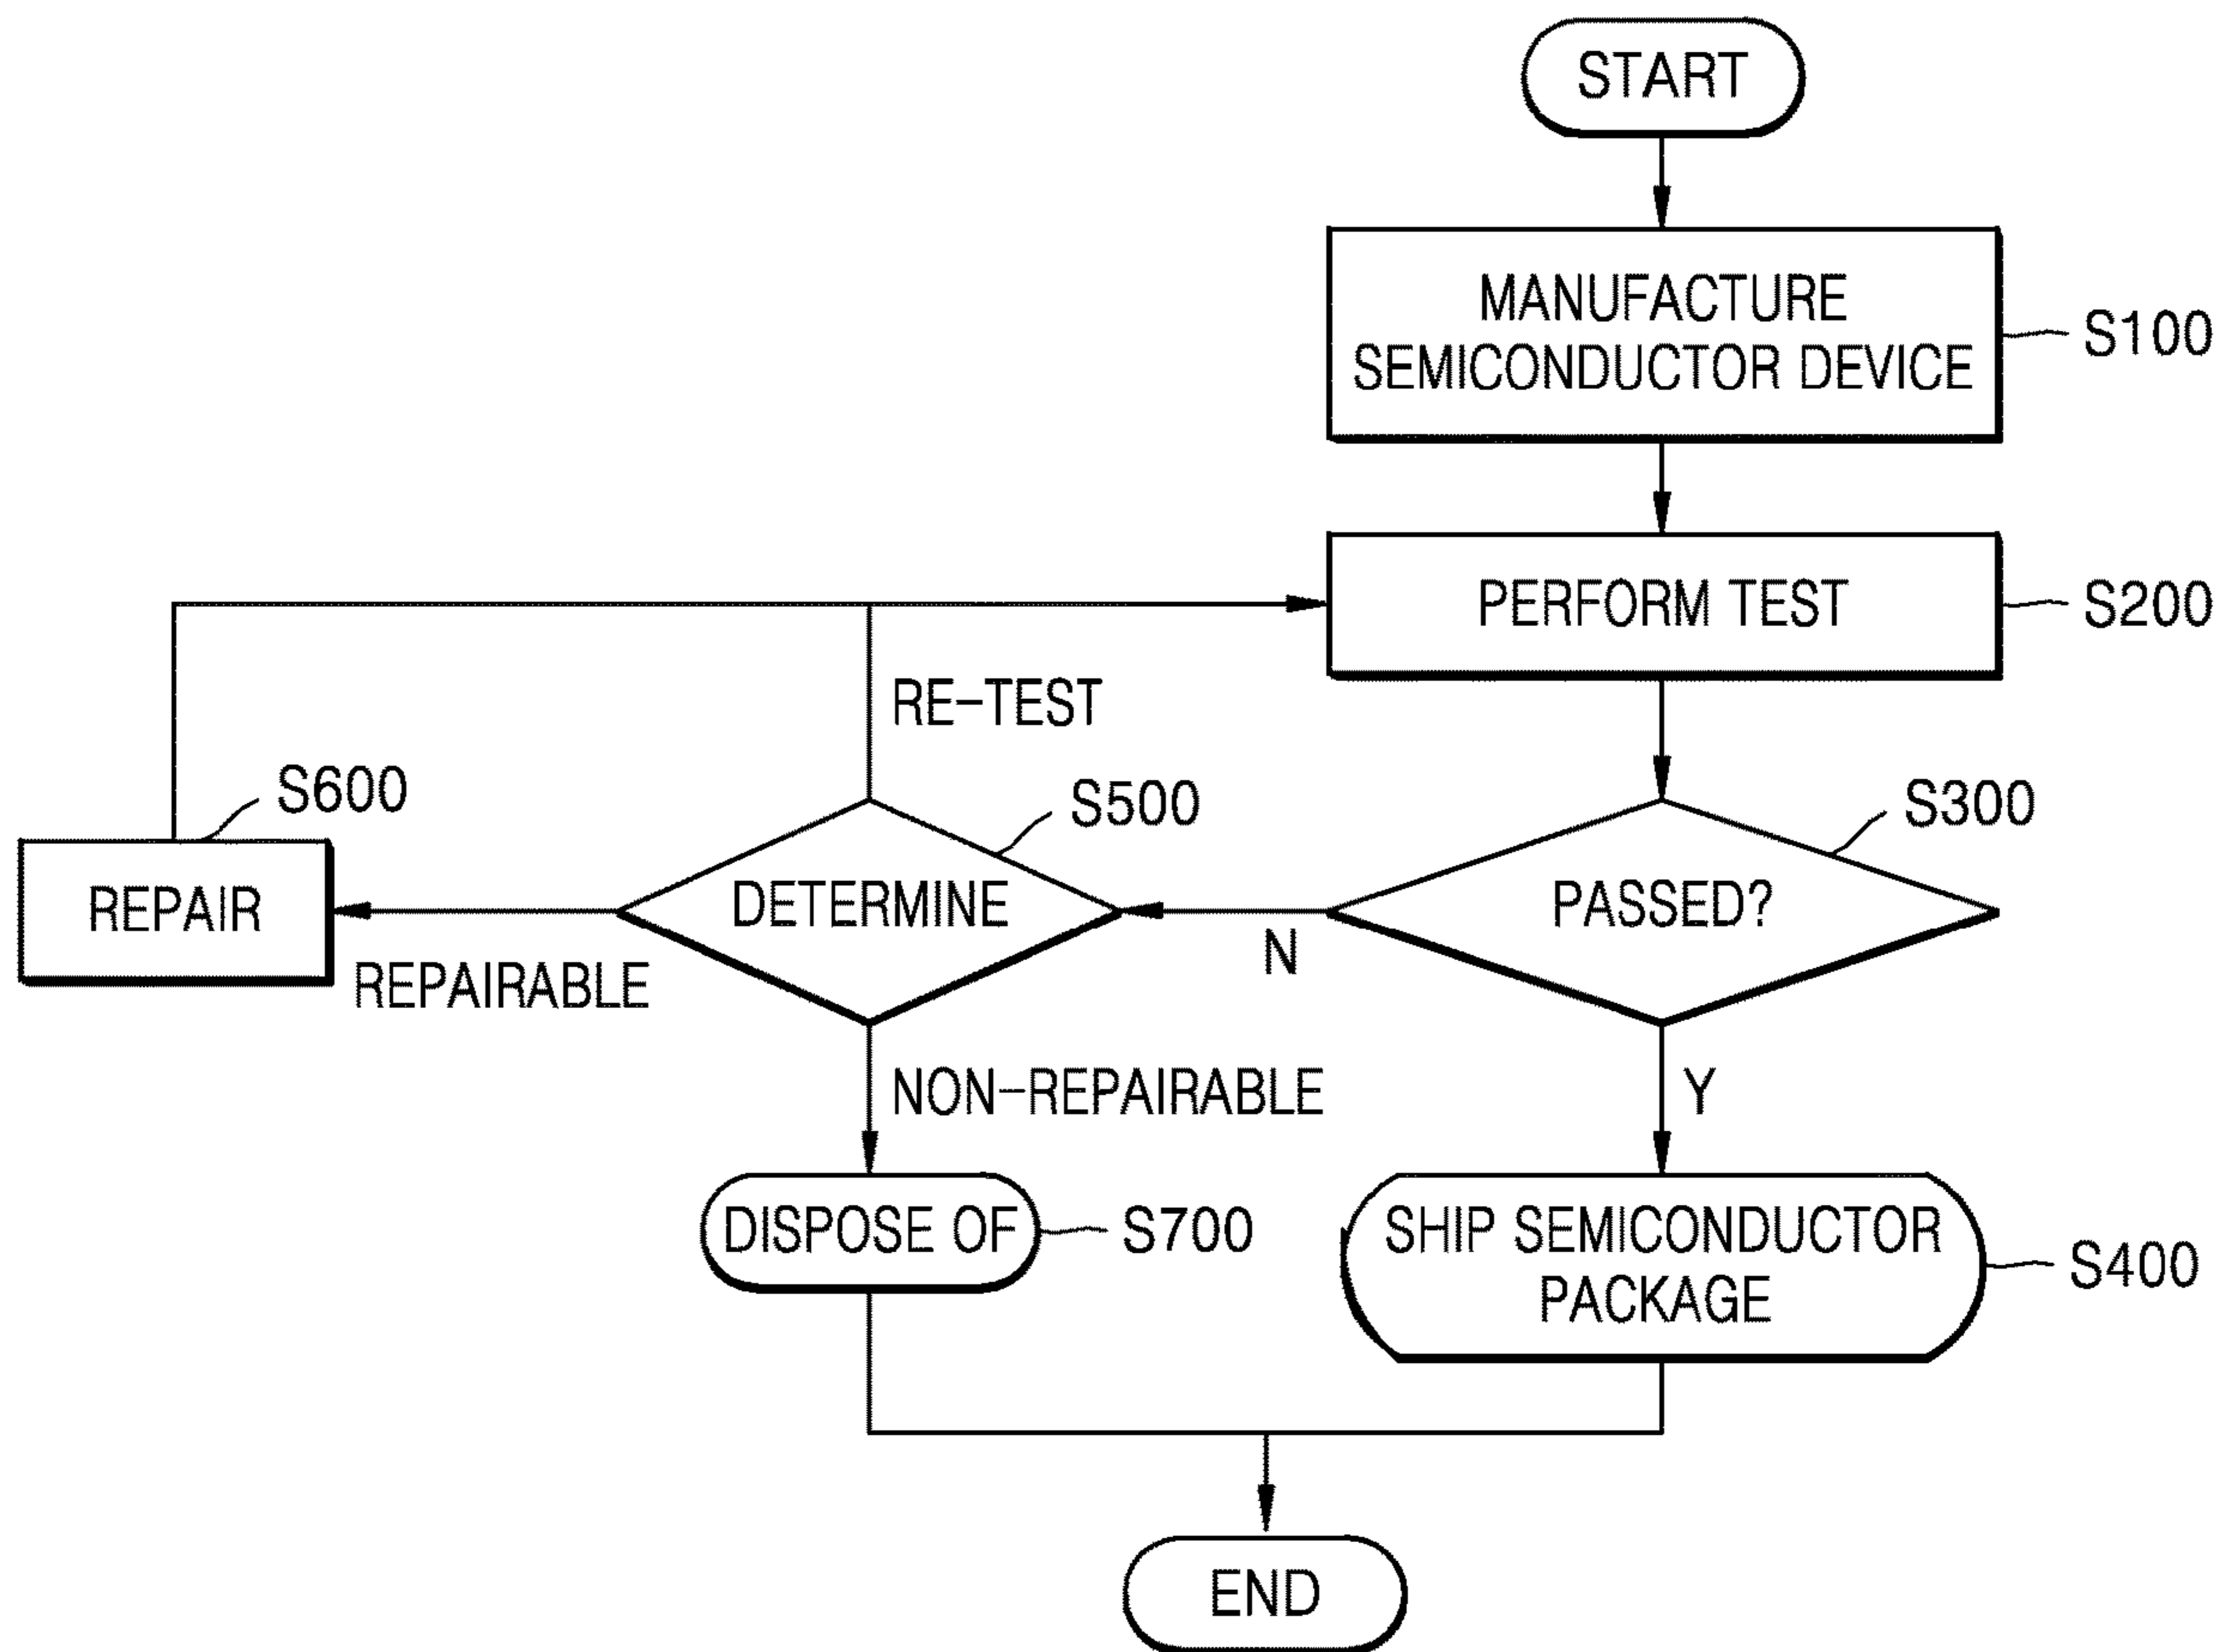 START
MANUFACTURE
SEMICONDUCTOR DEVICE
S100
PERFORM TEST
S200
RE-TEST
S600
S500
S300
REPAIR
DETERMINE
PASSED?
N
REPAIRABLE
NON-REPAIRABLE
Y
DISPOSE OF
S700
SHIP SEMICONDUCTOR
PACKAGE
S400
END